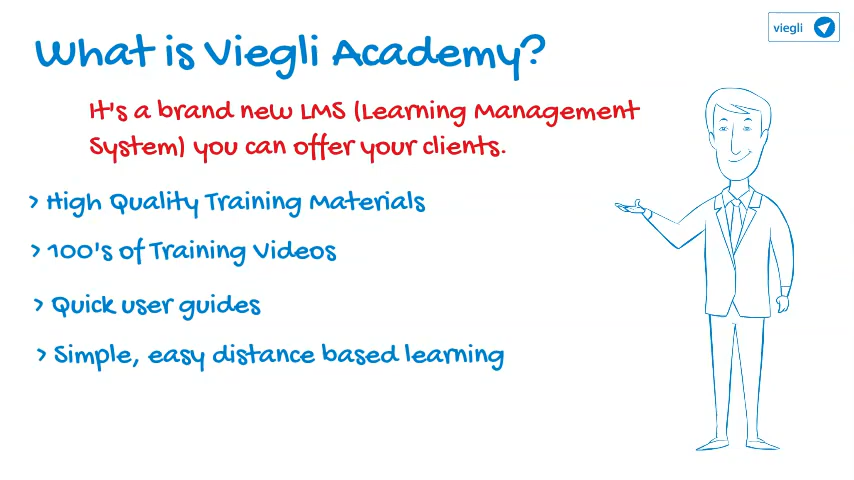 viegli
What is Viegli Academy?
It's a brand new LMS (Learning Management
System) you can offer your clients.
> High Quality Training Materials
> 100's of Training Videos
> Quick user guides
> Simple, easy distance based learning